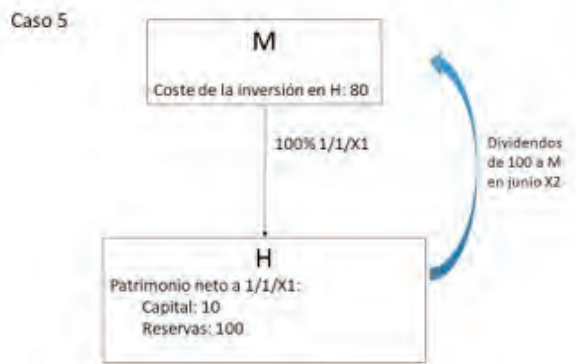 Caso 5
M
Coste de la inversión en H: 80
100% 1/1/X1
Dividendos
de 100 a M
en junio X2
H
Patrimonio neto a 1/1/X1:
Capital: 10
Reservas: 100